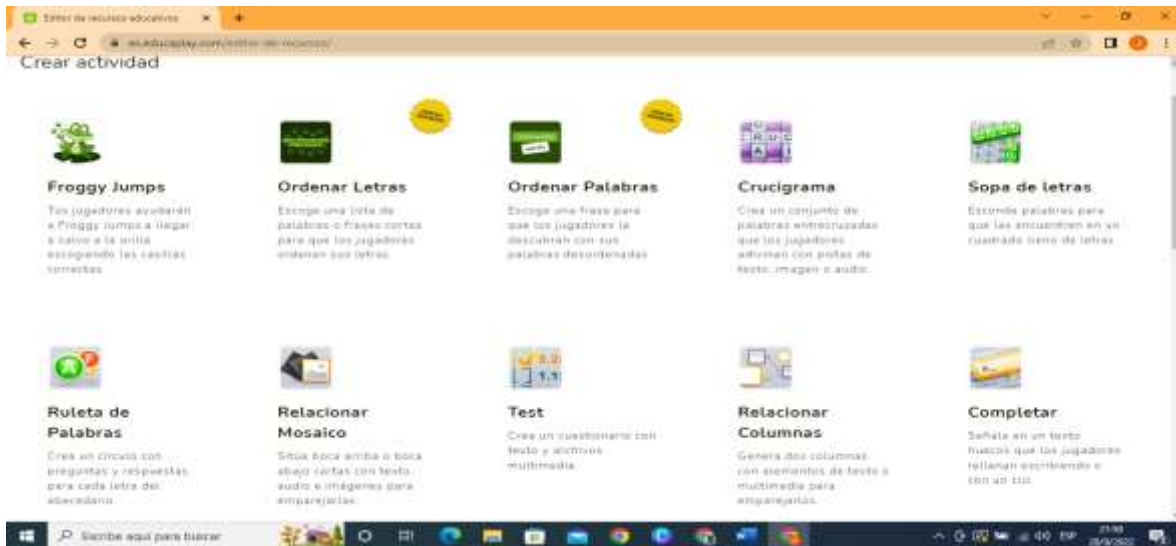 Editor de recursos educativos
es.educaplay.com/editor-de-recursos/
Crear actividad
Froggy Jumps
Tus jugadores ayudarán
a Froggy Jumps a llegar
a salvo a la orilla
escogiendo las casillas
correctas.
Ordenar Letras
Escoge una lista de
palabras o frases cortas
para que los jugadores
ordenen sus letras.
Ordenar Palabras
Escoge una frase para
que los jugadores la
descubran con sus
palabras desordenadas
Crucigrama
Crea un conjunto de
palabras entrecruzadas
que los jugadores
adivinan con pistas de
texto, imagen o audio.
Sopa de letras
Esconde palabras para
que las encuentren en un
cuadrado lleno de letras.
Ruleta de
Palabras
Crea un círculo con
preguntas y respuestas
para cada letra del
abecedario.
Relacionar
Mosaico
Sitúa boca arriba o boca
abajo cartas con texto,
audio e imágenes para
emparejarlas.
Test
Crea un cuestionario con
texto y archivos
multimedia.
Relacionar
Columnas
Genera dos columnas
con elementos de texto o
multimedia para
emparejarlos.
Completar
Señala en un texto
huecos que los jugadores
rellenan escribiendo o
con un clic.
Escribe aquí para buscar
ESP